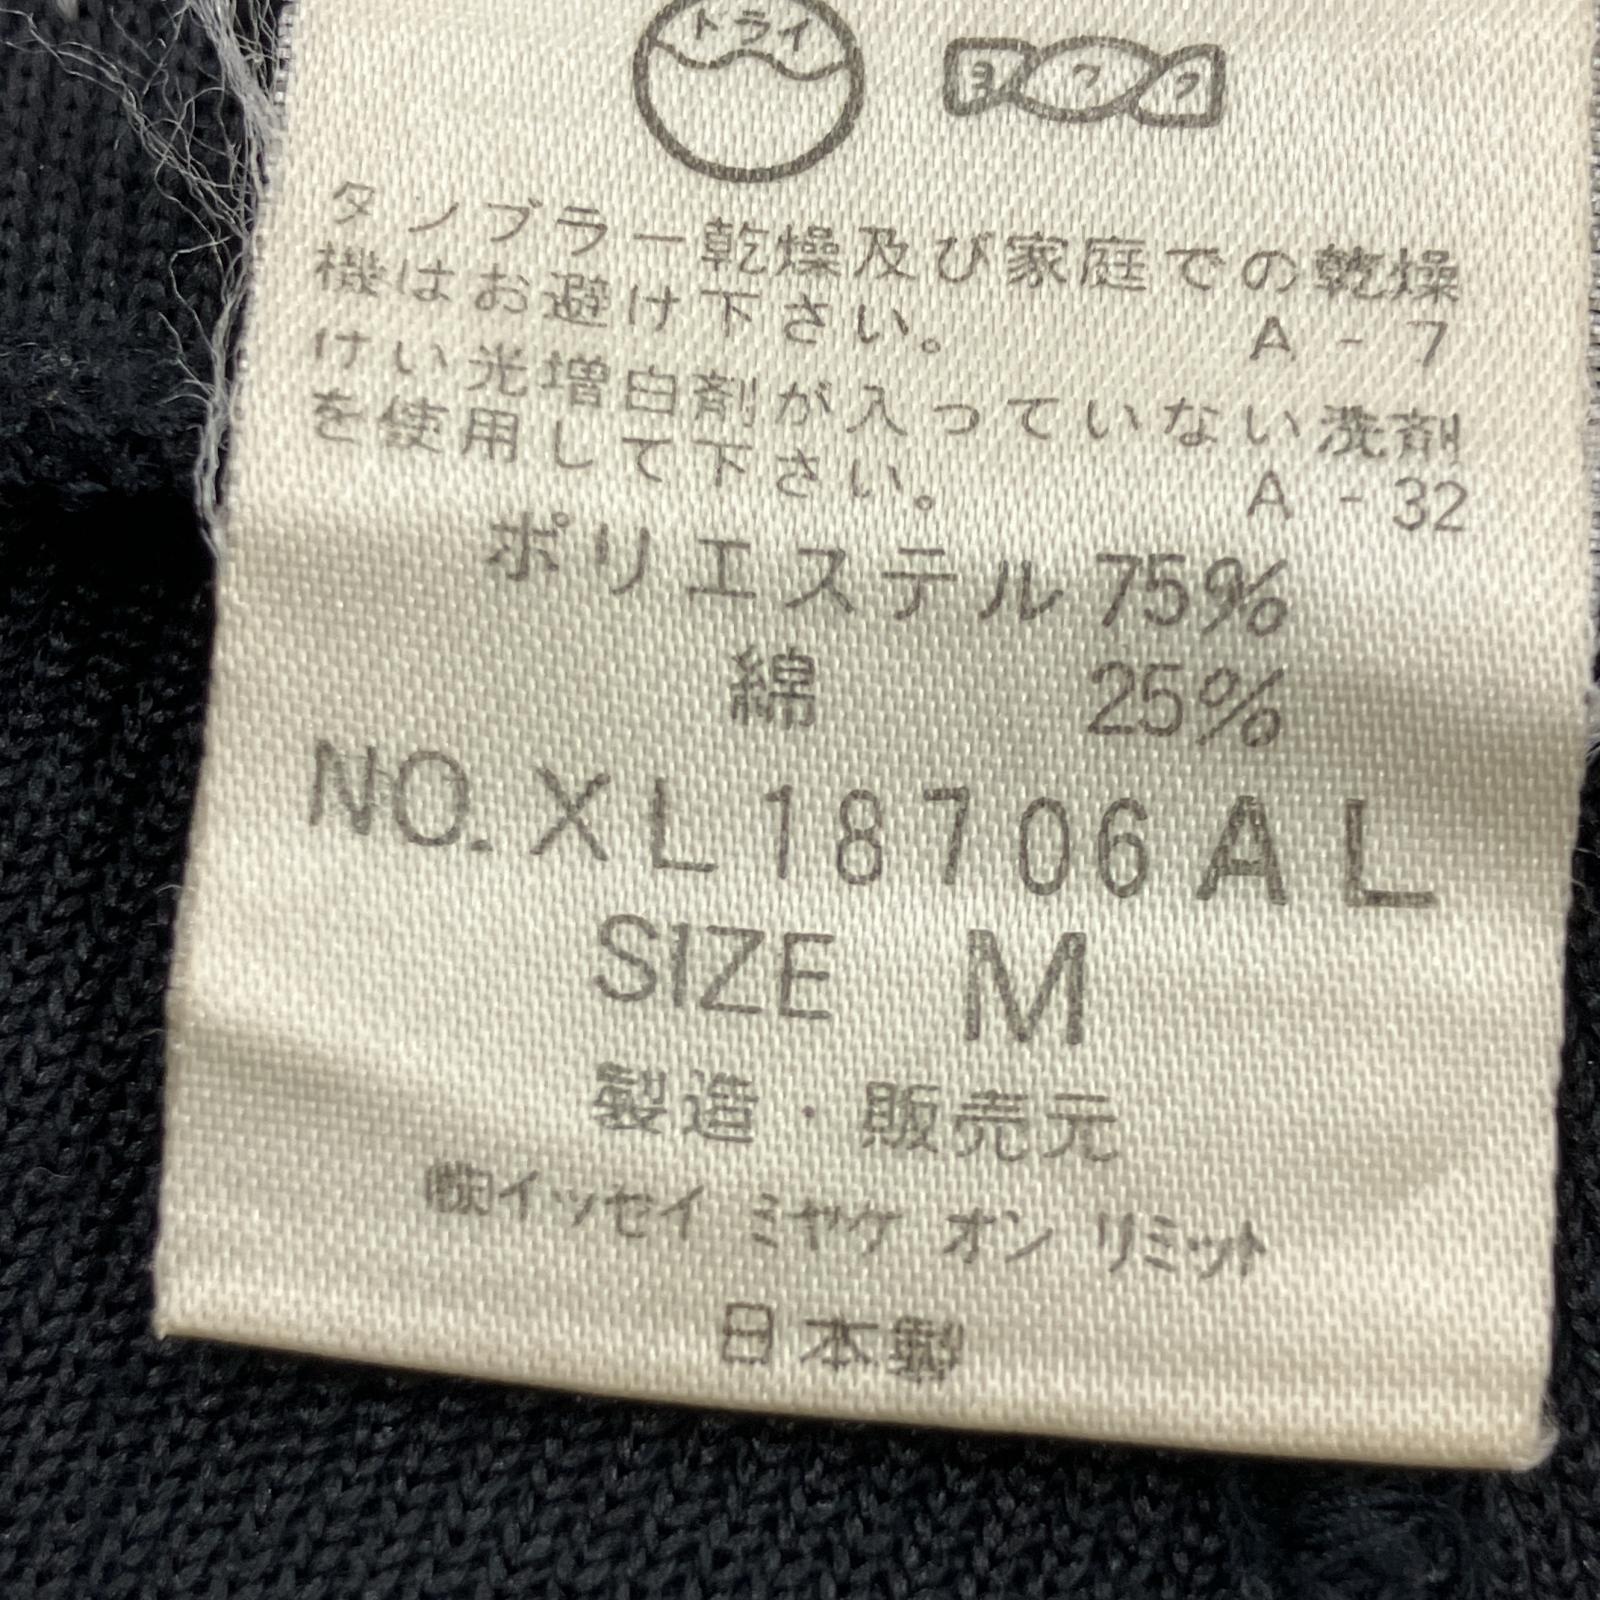 ドライ
ヨワク
タンブラー乾燥及び家庭での乾燥
機はお避け下さい。 A-7
けい光増白剤が入っていない洗剤
を使用して下さい。 A-32
ポリエステル 75%
綿 25%
NO. XL18706AL
SIZE M
製造・販売元
㈱イッセイ ミヤケ オン リミット
日本製